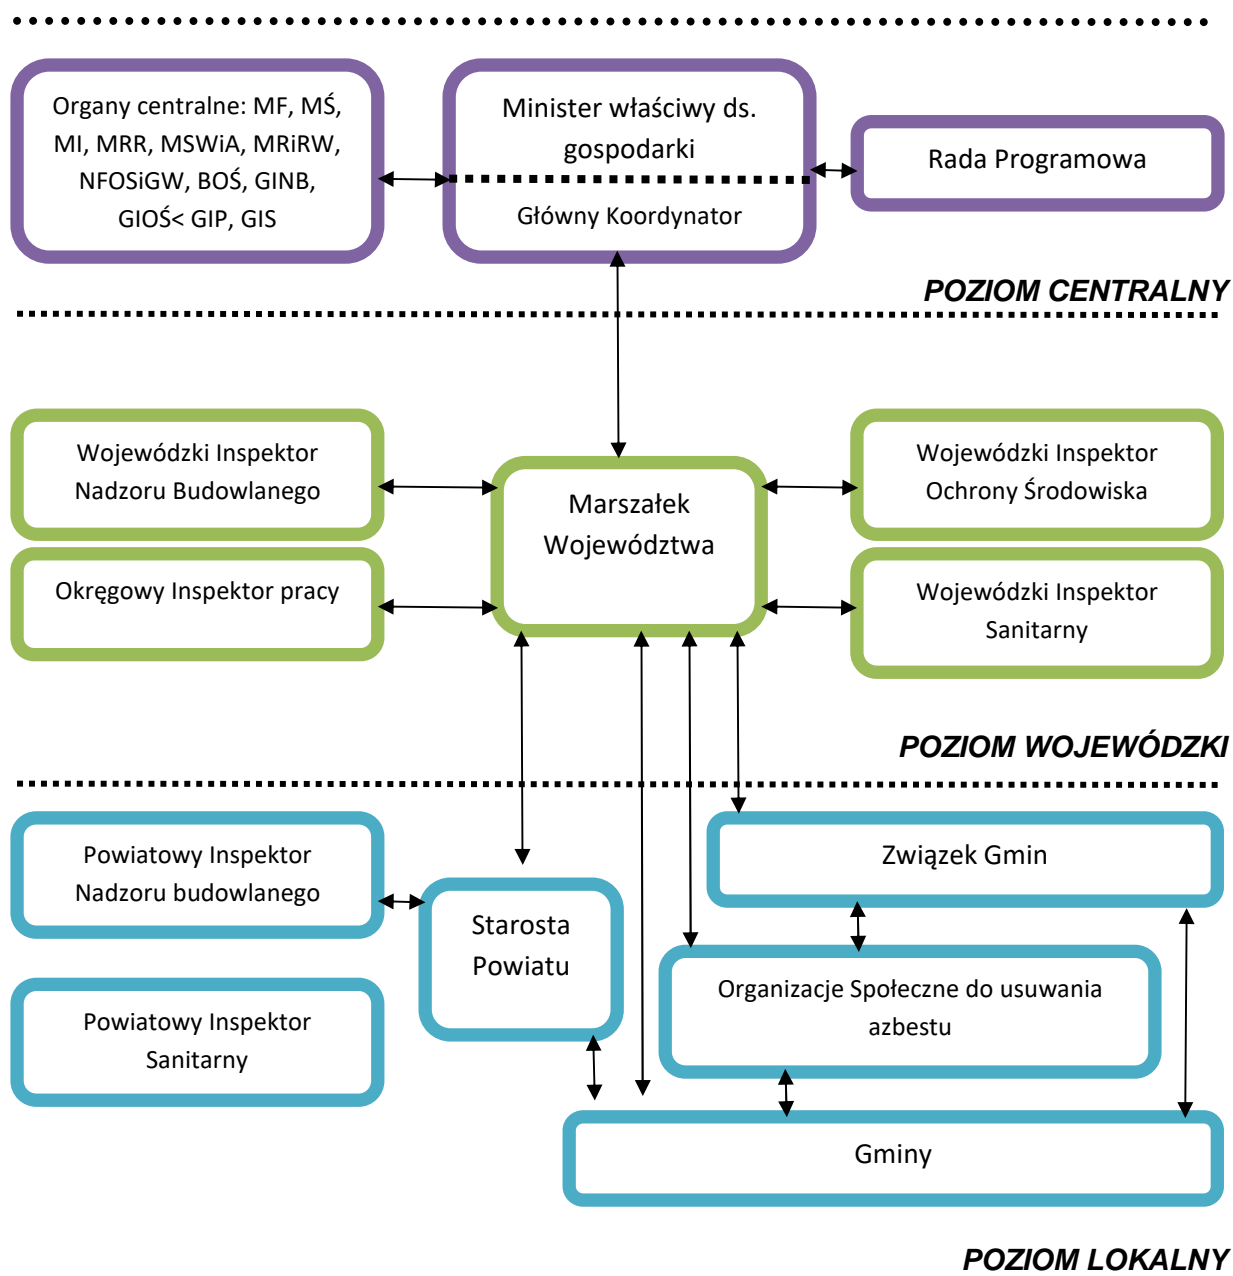 Organy centralne: MF, MŚ,
MI, MRR, MSWiA, MRiRW,
NFOSiGW, BOŚ, GINB,
GIOŚ< GIP, GIS
Minister właściwy ds.
gospodarki
Główny Koordynator
Rada Programowa
POZIOM CENTRALNY
Wojewódzki Inspektor
Nadzoru Budowlanego
Okręgowy Inspektor pracy
Marszałek
Województwa
Wojewódzki Inspektor
Ochrony Środowiska
Wojewódzki Inspektor
Sanitarny
POZIOM WOJEWÓDZKI
Powiatowy Inspektor
Nadzoru budowlanego
Powiatowy Inspektor
Sanitarny
Starosta
Powiatu
Związek Gmin
Organizacje Społeczne do usuwania
azbestu
Gminy
POZIOM LOKALNY